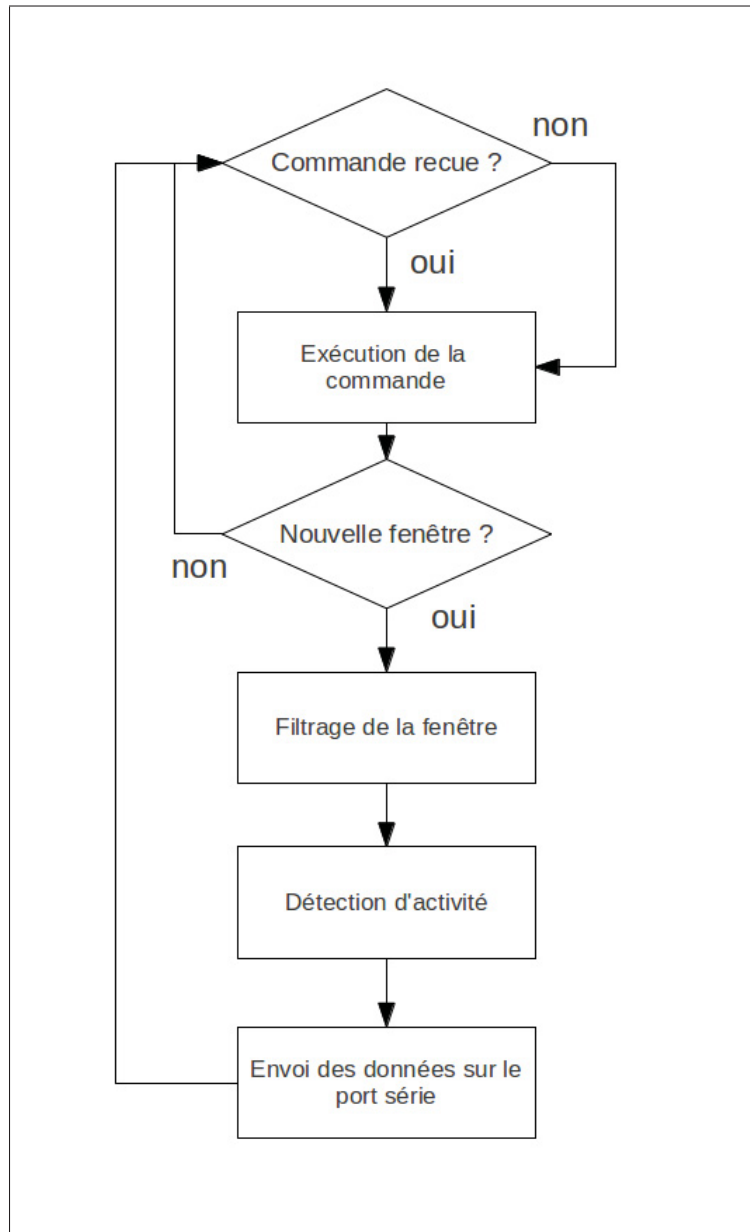 non
Commande recue ?
oui
Exécution de la
commande
Nouvelle fenêtre ?
non
oui
Filtrage de la fenêtre
Détection d'activité
Envoi des données sur le
port série